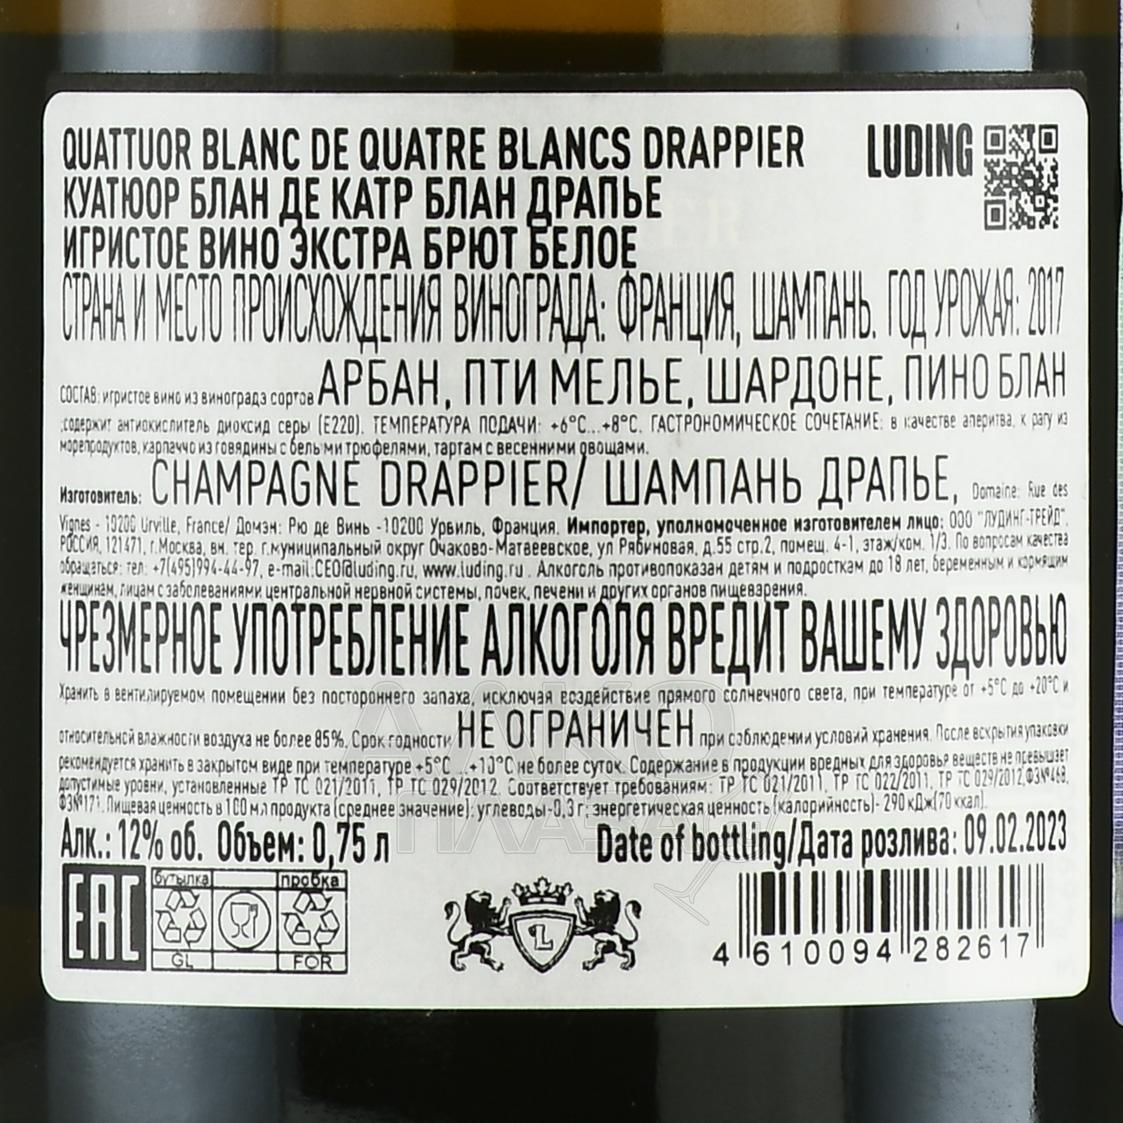 QUATTUOR BLANC DE QUATRE BLANCS DRAPPIER
LUDING
КУАТЮОР БЛАН ДЕ КАТР БЛАН ДРАПЬЕ
ИГРИСТОЕ ВИНО ЭКСТРА БРЮТ БЕЛОЕ
СТРАНА И МЕСТО ПРОИСХОЖДЕНИЯ ВИНОГРАДА: ФРАНЦИЯ, ШАМПАНЬ. ГОД УРОЖАЯ: 2017
СОСТАВ: игристое вино из винограда сортов АРБАН, ПТИ МЕЛЬЕ, ШАРДОНЕ, ПИНО БЛАН
;содержит антиокислитель диоксид серы (Е220). ТЕМПЕРАТУРА ПОДАЧИ: +6°С...+8°С. ГАСТРОНОМИЧЕСКОЕ СОЧЕТАНИЕ: в качестве аперитва, к рагу из
морепродуктов, карпаччо из говядины с белыми трюфелями, тартам с весенними овощами.
Изготовитель: CHAMPAGNE DRAPPIER/ ШАМПАНЬ ДРАПЬЕ, Domaine: Rue des
Vignes - 10200 Urville, France/ Домэн: Рю де Винь -10200 Урвиль, Франция. Импортер, уполномоченное изготовителем лицо: ООО "ЛУДИНГ-ТРЕЙД",
РОССИЯ, 121471, г.Москва, вн. тер. г.муниципальный округ Очаково-Матвеевское, ул Рябиновая, д.55 стр.2, помещ. 4-1, этаж/ком. 1/3. По вопросам качества
обращаться: тел: +7(495)994-44-97, e-mail:CEO@luding.ru, www.luding.ru . Алкоголь противопоказан детям и подросткам до 18 лет, беременным и кормящим
женщинам, лицам с заболеваниями центральной нервной системы, почек, печени и других органов пищеварения.
ЧРЕЗМЕРНОЕ УПОТРЕБЛЕНИЕ АЛКОГОЛЯ ВРЕДИТ ВАШЕМУ ЗДОРОВЬЮ
Хранить в вентилируемом помещении без постороннего запаха, исключая воздействие прямого солнечного света, при температуре от +5°С до +20°С и
относительной влажности воздуха не более 85%. Срок годности НЕ ОГРАНИЧЕН при соблюдении условий хранения. После вскрытия упаковки
рекомендуется хранить в закрытом виде при температуре +5°С ...+10°С не более суток. Содержание в продукции вредных для здоровья веществ не превышает
допустимые уровни, установленные ТР ТС 021/2011, ТР ТС 029/2012. Соответствует требованиям: ТР ТС 021/2011, ТР ТС 022/2011, ТР ТС 029/2012,ФЗ№468,
ФЗ№171. Пищевая ценность в 100 мл продукта (среднее значение): углеводы -0,3 г; энергетическая ценность (калорийность)- 290 кДж(70 ккал).
Алк.: 12% об. Объем: 0,75 л
Date of bottling/Дата розлива: 09.02.2023
EAC
бутылка пробка
GL FOR
L
4 610094 282617